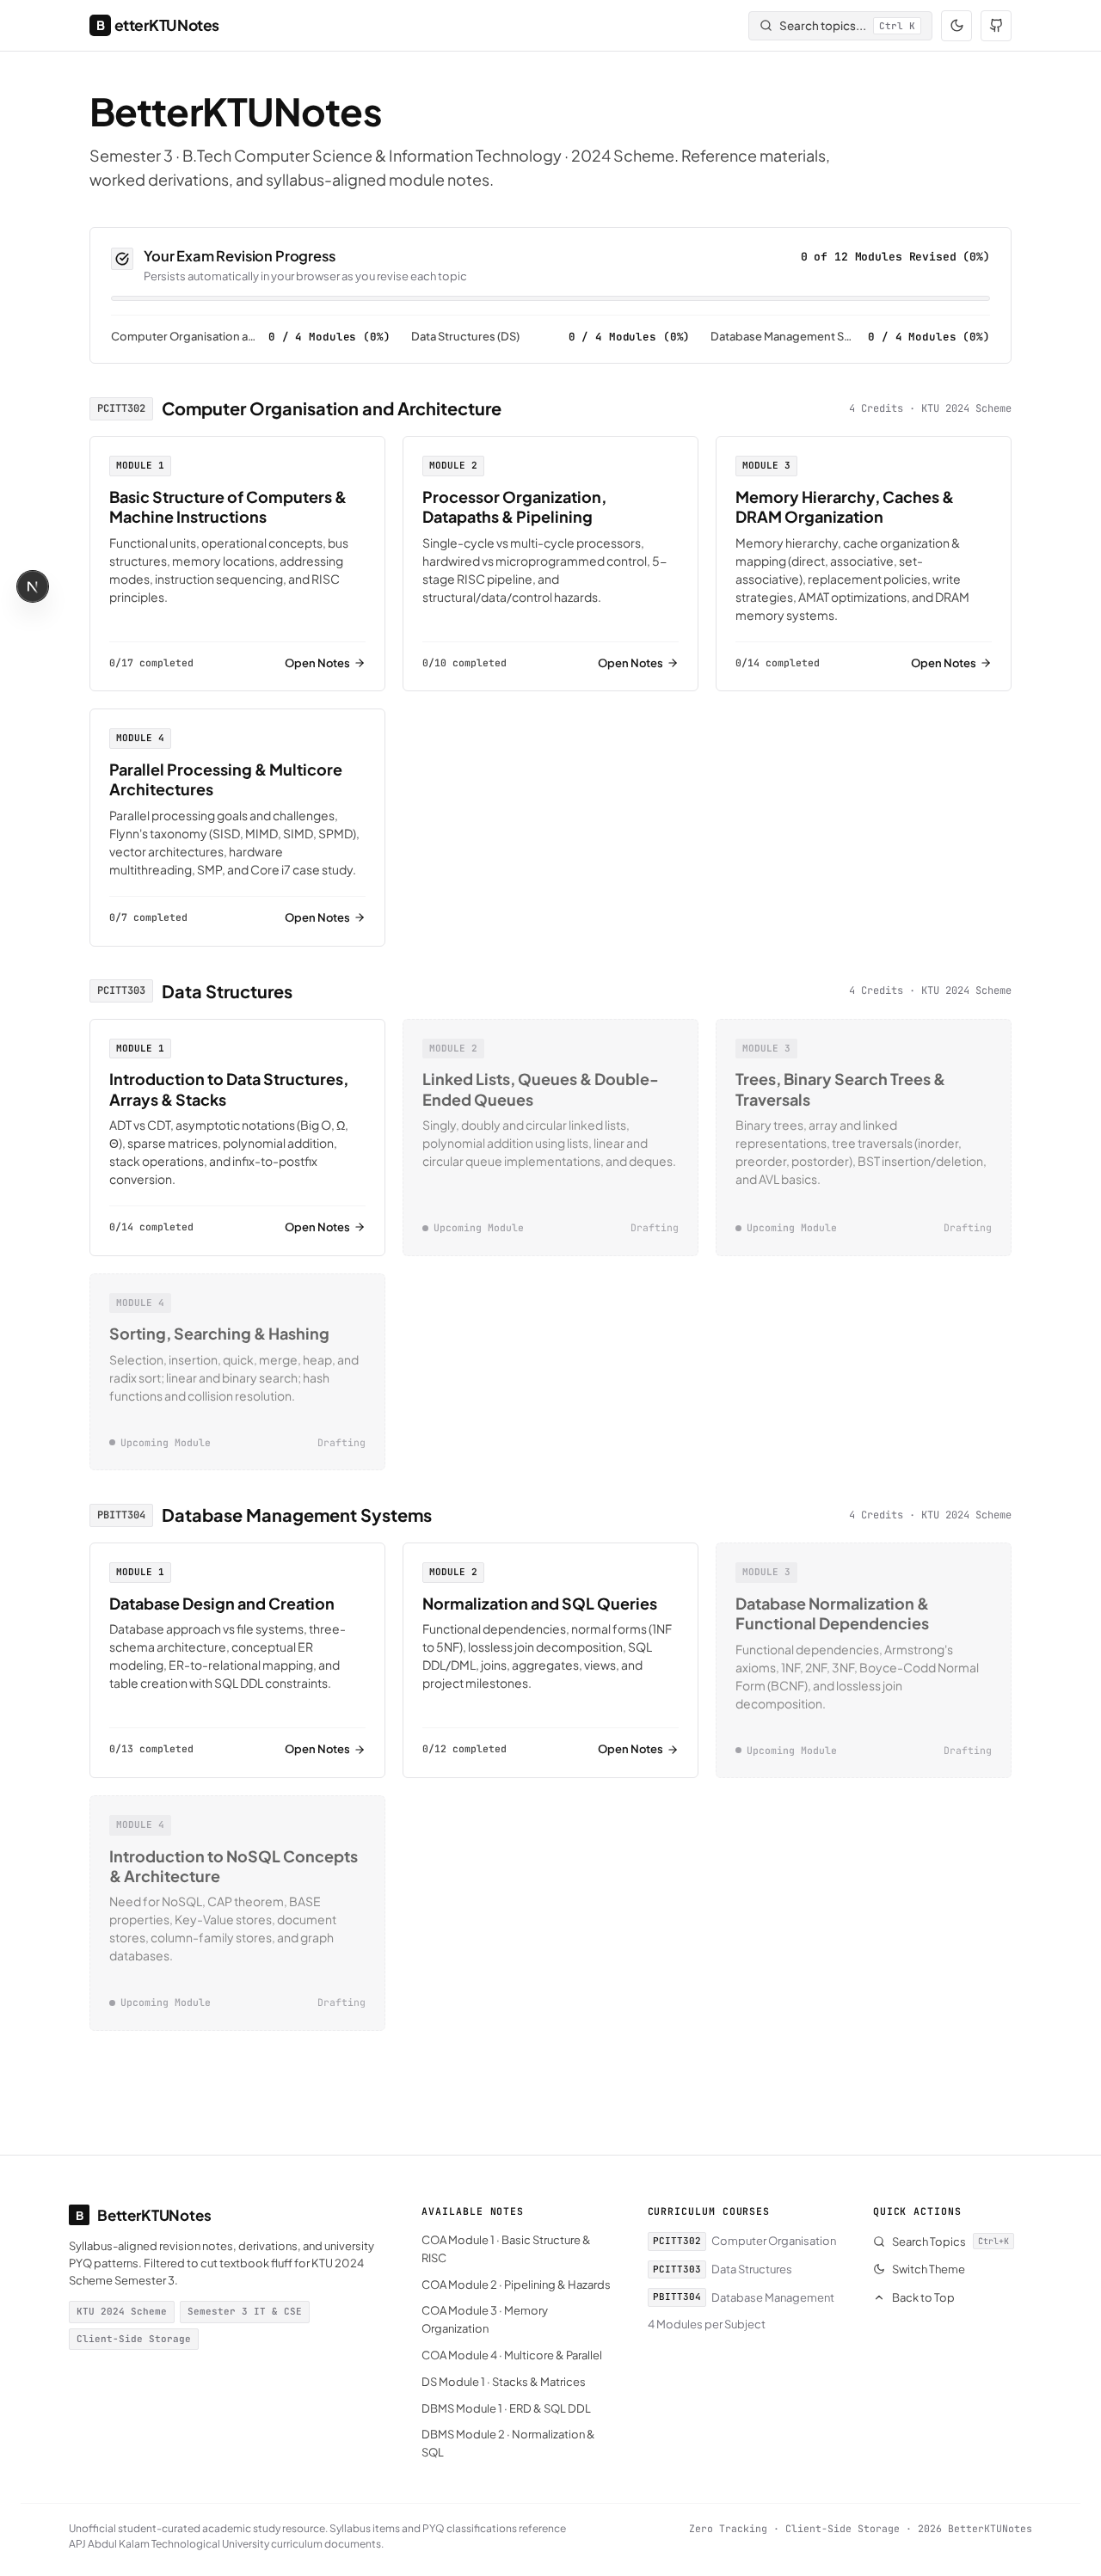 B etterKTUNotes
Search topics... Ctrl K
BetterKTUNotes
Semester 3 · B.Tech Computer Science & Information Technology · 2024 Scheme. Reference materials,
worked derivations, and syllabus-aligned module notes.
Your Exam Revision Progress
0 of 12 Modules Revised (0%)
Persists automatically in your browser as you revise each topic
Computer Organisation a... 0 / 4 Modules (0%)
Data Structures (DS) 0 / 4 Modules (0%)
Database Management S... 0 / 4 Modules (0%)
PCITT302 Computer Organisation and Architecture
4 Credits · KTU 2024 Scheme
MODULE 1
Basic Structure of Computers &
Machine Instructions
Functional units, operational concepts, bus
structures, memory locations, addressing
modes, instruction sequencing, and RISC
principles.
0/17 completed
Open Notes →
MODULE 2
Processor Organization,
Datapaths & Pipelining
Single-cycle vs multi-cycle processors,
hardwired vs microprogrammed control, 5-
stage RISC pipeline, and
structural/data/control hazards.
0/10 completed
Open Notes →
MODULE 3
Memory Hierarchy, Caches &
DRAM Organization
Memory hierarchy, cache organization &
mapping (direct, associative, set-
associative), replacement policies, write
strategies, AMAT optimizations, and DRAM
memory systems.
0/14 completed
Open Notes →
N
MODULE 4
Parallel Processing & Multicore
Architectures
Parallel processing goals and challenges,
Flynn's taxonomy (SISD, MIMD, SIMD, SPMD),
vector architectures, hardware
multithreading, SMP, and Core i7 case study.
0/7 completed
Open Notes →
PCITT303 Data Structures
4 Credits · KTU 2024 Scheme
MODULE 1
Introduction to Data Structures,
Arrays & Stacks
ADT vs CDT, asymptotic notations (Big O, Ω,
Θ), sparse matrices, polynomial addition,
stack operations, and infix-to-postfix
conversion.
0/14 completed
Open Notes →
MODULE 2
Linked Lists, Queues & Double-
Ended Queues
Singly, doubly and circular linked lists,
polynomial addition using lists, linear and
circular queue implementations, and deques.
Upcoming Module
Drafting
MODULE 3
Trees, Binary Search Trees &
Traversals
Binary trees, array and linked
representations, tree traversals (inorder,
preorder, postorder), BST insertion/deletion,
and AVL basics.
Upcoming Module
Drafting
MODULE 4
Sorting, Searching & Hashing
Selection, insertion, quick, merge, heap, and
radix sort; linear and binary search; hash
functions and collision resolution.
Upcoming Module
Drafting
PBITT304 Database Management Systems
4 Credits · KTU 2024 Scheme
MODULE 1
Database Design and Creation
Database approach vs file systems, three-
schema architecture, conceptual ER
modeling, ER-to-relational mapping, and
table creation with SQL DDL constraints.
0/13 completed
Open Notes →
MODULE 2
Normalization and SQL Queries
Functional dependencies, normal forms (1NF
to 5NF), lossless join decomposition, SQL
DDL/DML, joins, aggregates, views, and
project milestones.
0/12 completed
Open Notes →
MODULE 3
Database Normalization &
Functional Dependencies
Functional dependencies, Armstrong's
axioms, 1NF, 2NF, 3NF, Boyce-Codd Normal
Form (BCNF), and lossless join
decomposition.
Upcoming Module
Drafting
MODULE 4
Introduction to NoSQL Concepts
& Architecture
Need for NoSQL, CAP theorem, BASE
properties, Key-Value stores, document
stores, column-family stores, and graph
databases.
Upcoming Module
Drafting
B BetterKTUNotes
Syllabus-aligned revision notes, derivations, and university
PYQ patterns. Filtered to cut textbook fluff for KTU 2024
Scheme Semester 3.
KTU 2024 Scheme
Semester 3 IT & CSE
Client-Side Storage
AVAILABLE NOTES
COA Module 1 · Basic Structure &
RISC
COA Module 2 · Pipelining & Hazards
COA Module 3 · Memory
Organization
COA Module 4 · Multicore & Parallel
DS Module 1 · Stacks & Matrices
DBMS Module 1 · ERD & SQL DDL
DBMS Module 2 · Normalization &
SQL
CURRICULUM COURSES
PCITT302 Computer Organisation
PCITT303 Data Structures
PBITT304 Database Management
4 Modules per Subject
QUICK ACTIONS
Search Topics Ctrl+K
Switch Theme
Back to Top
Unofficial student-curated academic study resource. Syllabus items and PYQ classifications reference
APJ Abdul Kalam Technological University curriculum documents.
Zero Tracking · Client-Side Storage · 2026 BetterKTUNotes